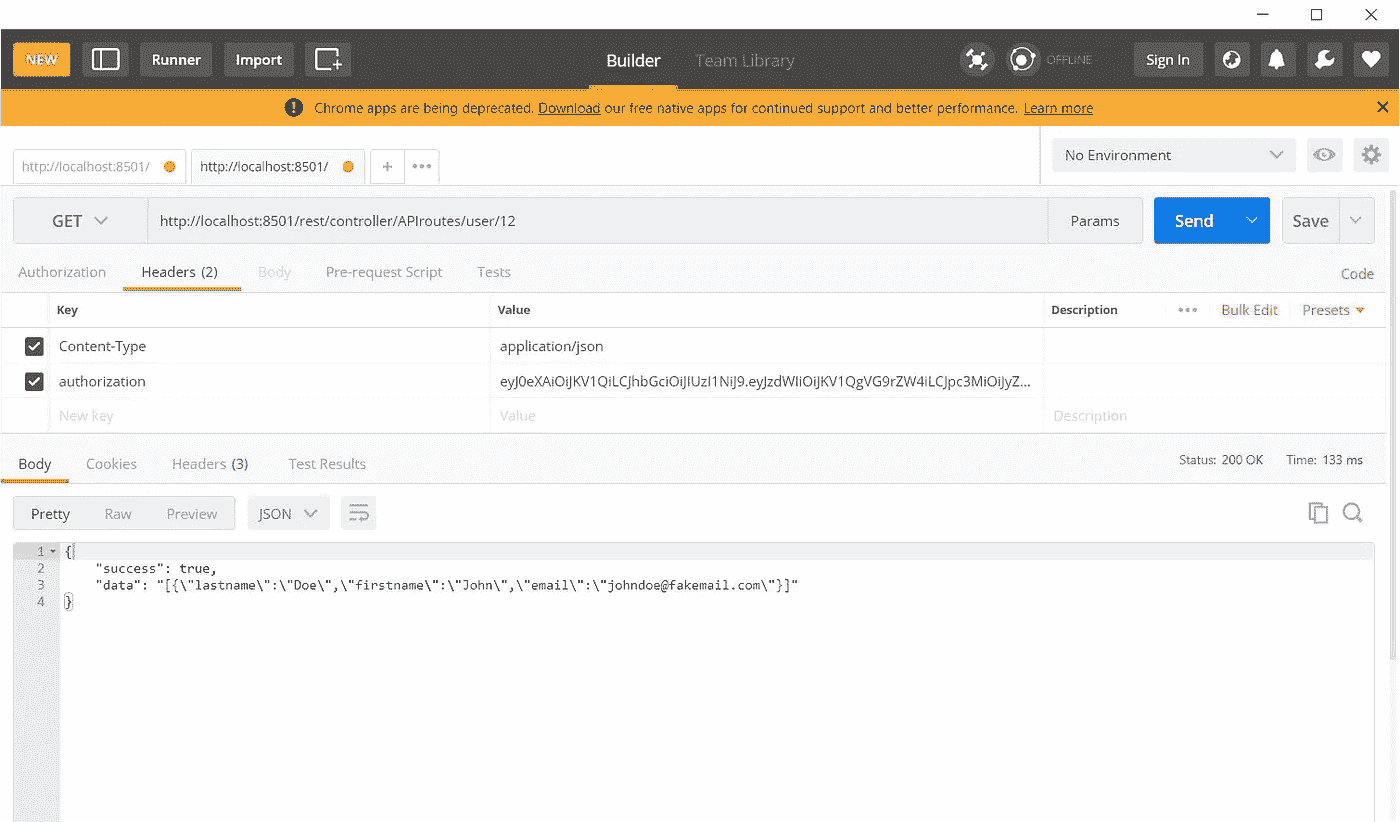 NEW Runner Import Builder Team Library OFFLINE Sign In
Chrome apps are being deprecated. Download our free native apps for continued support and better performance. Learn more
http://localhost:8501/ http://localhost:8501/ + ••• No Environment
GET http://localhost:8501/rest/controller/APIroutes/user/12 Params Send Save
Authorization Headers (2) Body Pre-request Script Tests Code
Key Value Description ••• Bulk Edit Presets
Content-Type application/json
authorization eyJ0eXAiOiJKV1QiLCJhbGciOiJIUzI1NiJ9.eyJzdWIiOiJKV1QgVG9rZW4iLCJpc3MiOiJyZ...
New key Value Description
Body Cookies Headers (3) Test Results Status: 200 OK Time: 133 ms
Pretty Raw Preview JSON
1 {
2 "success": true,
3 "data": "[{\"lastname\":\"Doe\",\"firstname\":\"John\",\"email\":\"johndoe@fakemail.com\"}]"
4 }